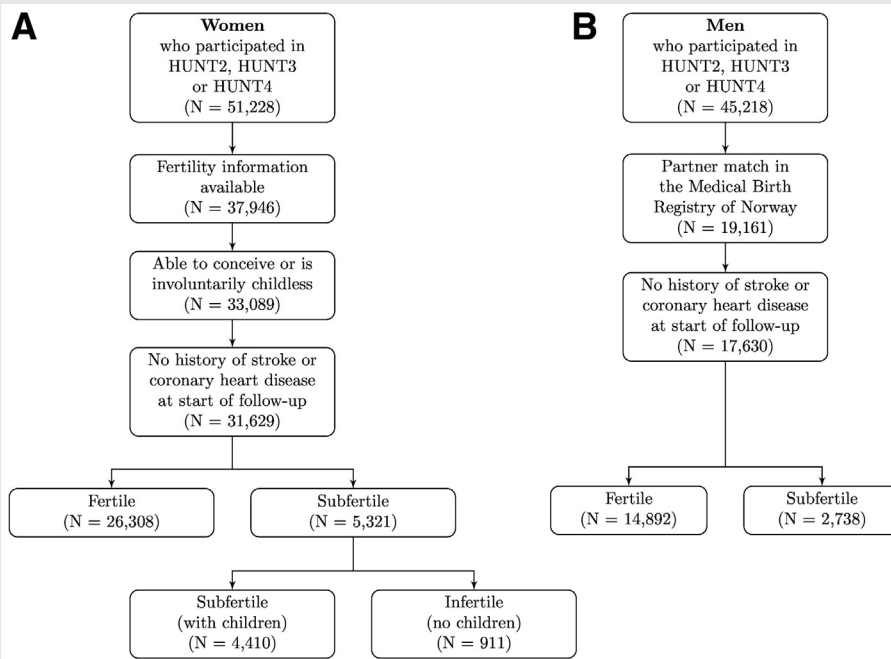 A
Women
who participated in
HUNT2, HUNT3
or HUNT4
(N = 51,228)
Fertility information
available
(N = 37,946)
Able to conceive or is
involuntarily childless
(N = 33,089)
No history of stroke or
coronary heart disease
at start of follow-up
(N = 31,629)
Fertile
(N = 26,308)
Subfertile
(N = 5,321)
Subfertile
(with children)
(N = 4,410)
Infertile
(no children)
(N = 911)
B
Men
who participated in
HUNT2, HUNT3
or HUNT4
(N = 45,218)
Partner match in
the Medical Birth
Registry of Norway
(N = 19,161)
No history of stroke or
coronary heart disease
at start of follow-up
(N = 17,630)
Fertile
(N = 14,892)
Subfertile
(N = 2,738)